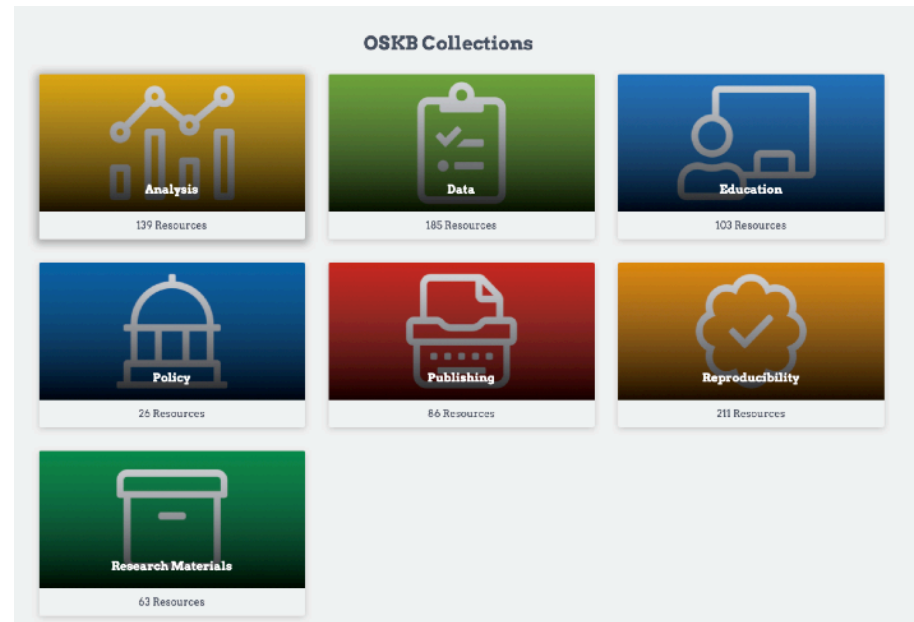 OSKB Collections
Analysis
139 Resources
Data
185 Resources
Education
103 Resources
Policy
26 Resources
Publishing
86 Resources
Reproducibility
211 Resources
Research Materials
63 Resources